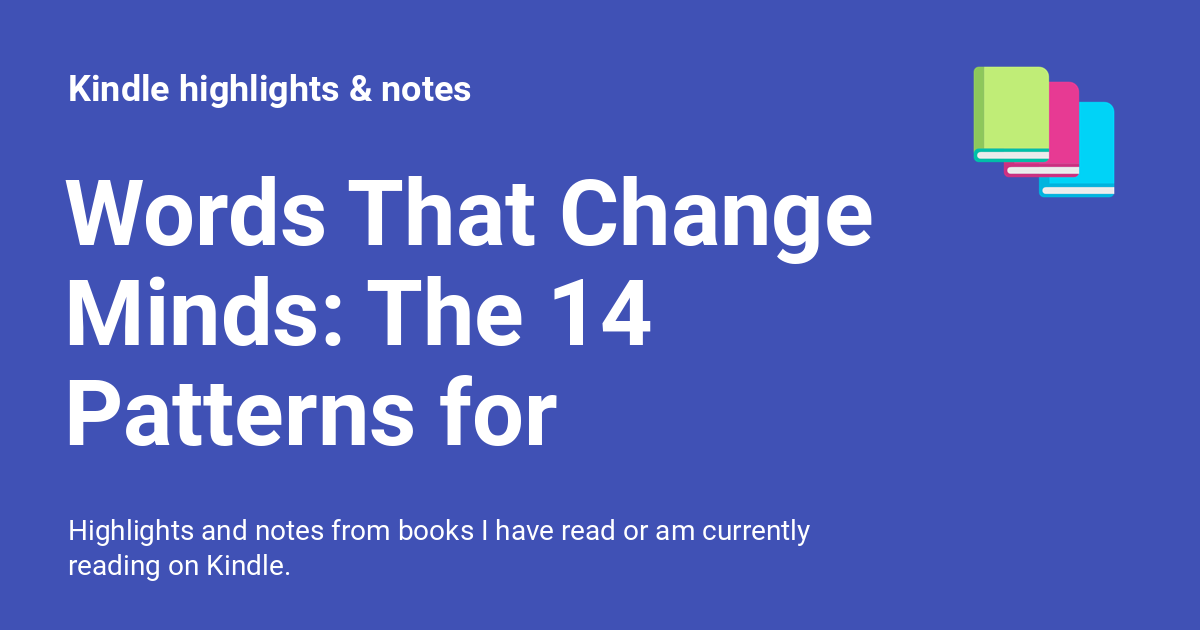 Kindle highlights & notes
Words That Change
Minds: The 14
Patterns for
Highlights and notes from books I have read or am currently
reading on Kindle.